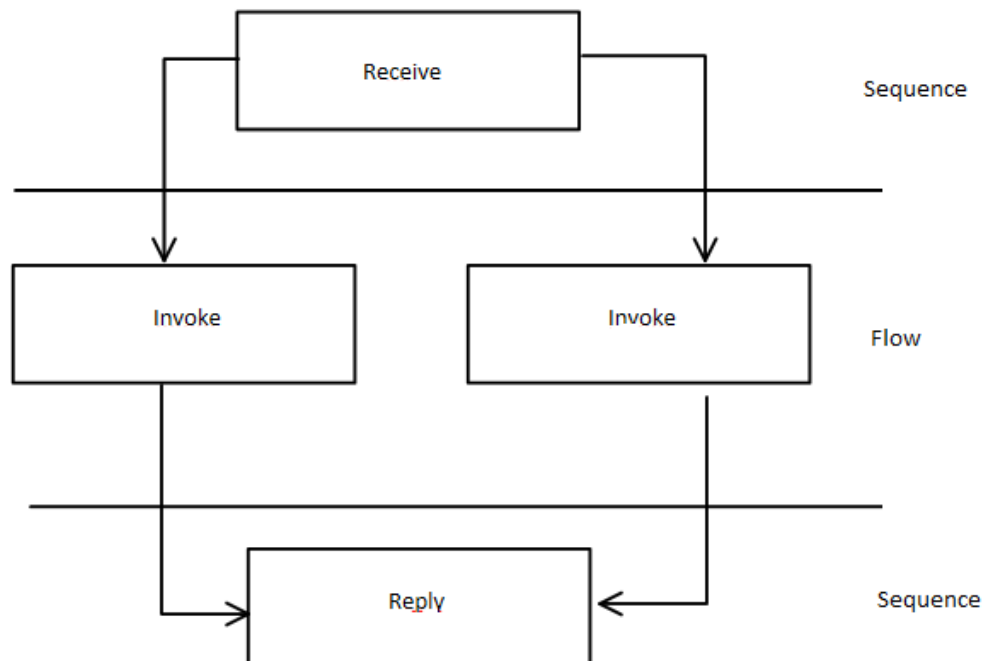 Receive
Sequence
Invoke
Invoke
Flow
Reply
Sequence